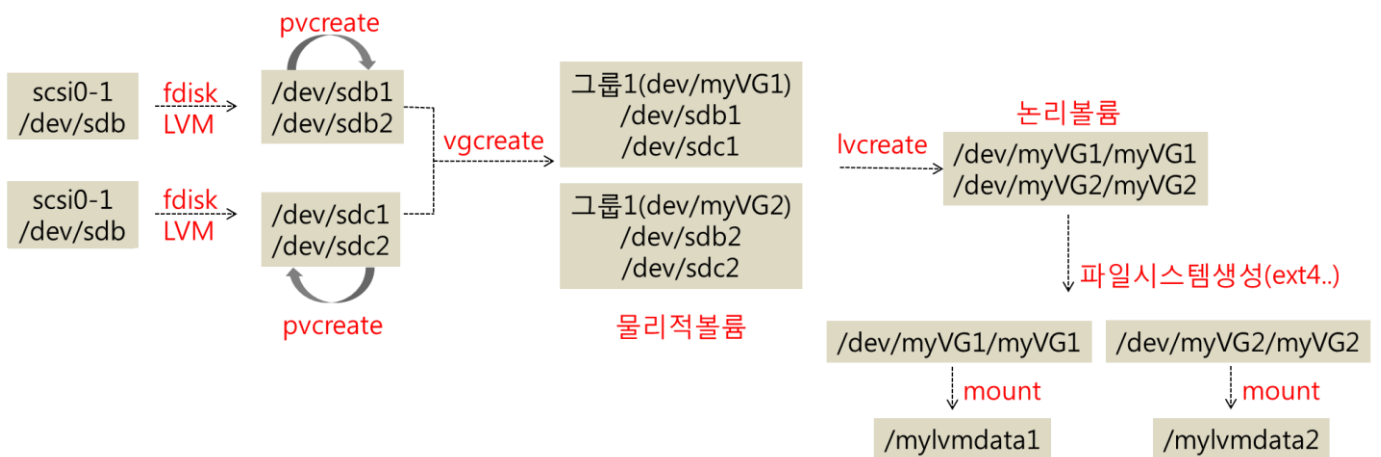 pvcreate
scsi0-1
/dev/sdb
fdisk
LVM
/dev/sdb1
/dev/sdb2
vgcreate
그룹1(dev/myVG1)
/dev/sdb1
/dev/sdc1
lvcreate
논리볼륨
/dev/myVG1/myVG1
/dev/myVG2/myVG2
scsi0-1
/dev/sdb
fdisk
LVM
/dev/sdc1
/dev/sdc2
pvcreate
그룹1(dev/myVG2)
/dev/sdb2
/dev/sdc2
물리적볼륨
파일시스템생성(ext4..)
/dev/myVG1/myVG1
/dev/myVG2/myVG2
mount
mount
/mylvmdata1
/mylvmdata2